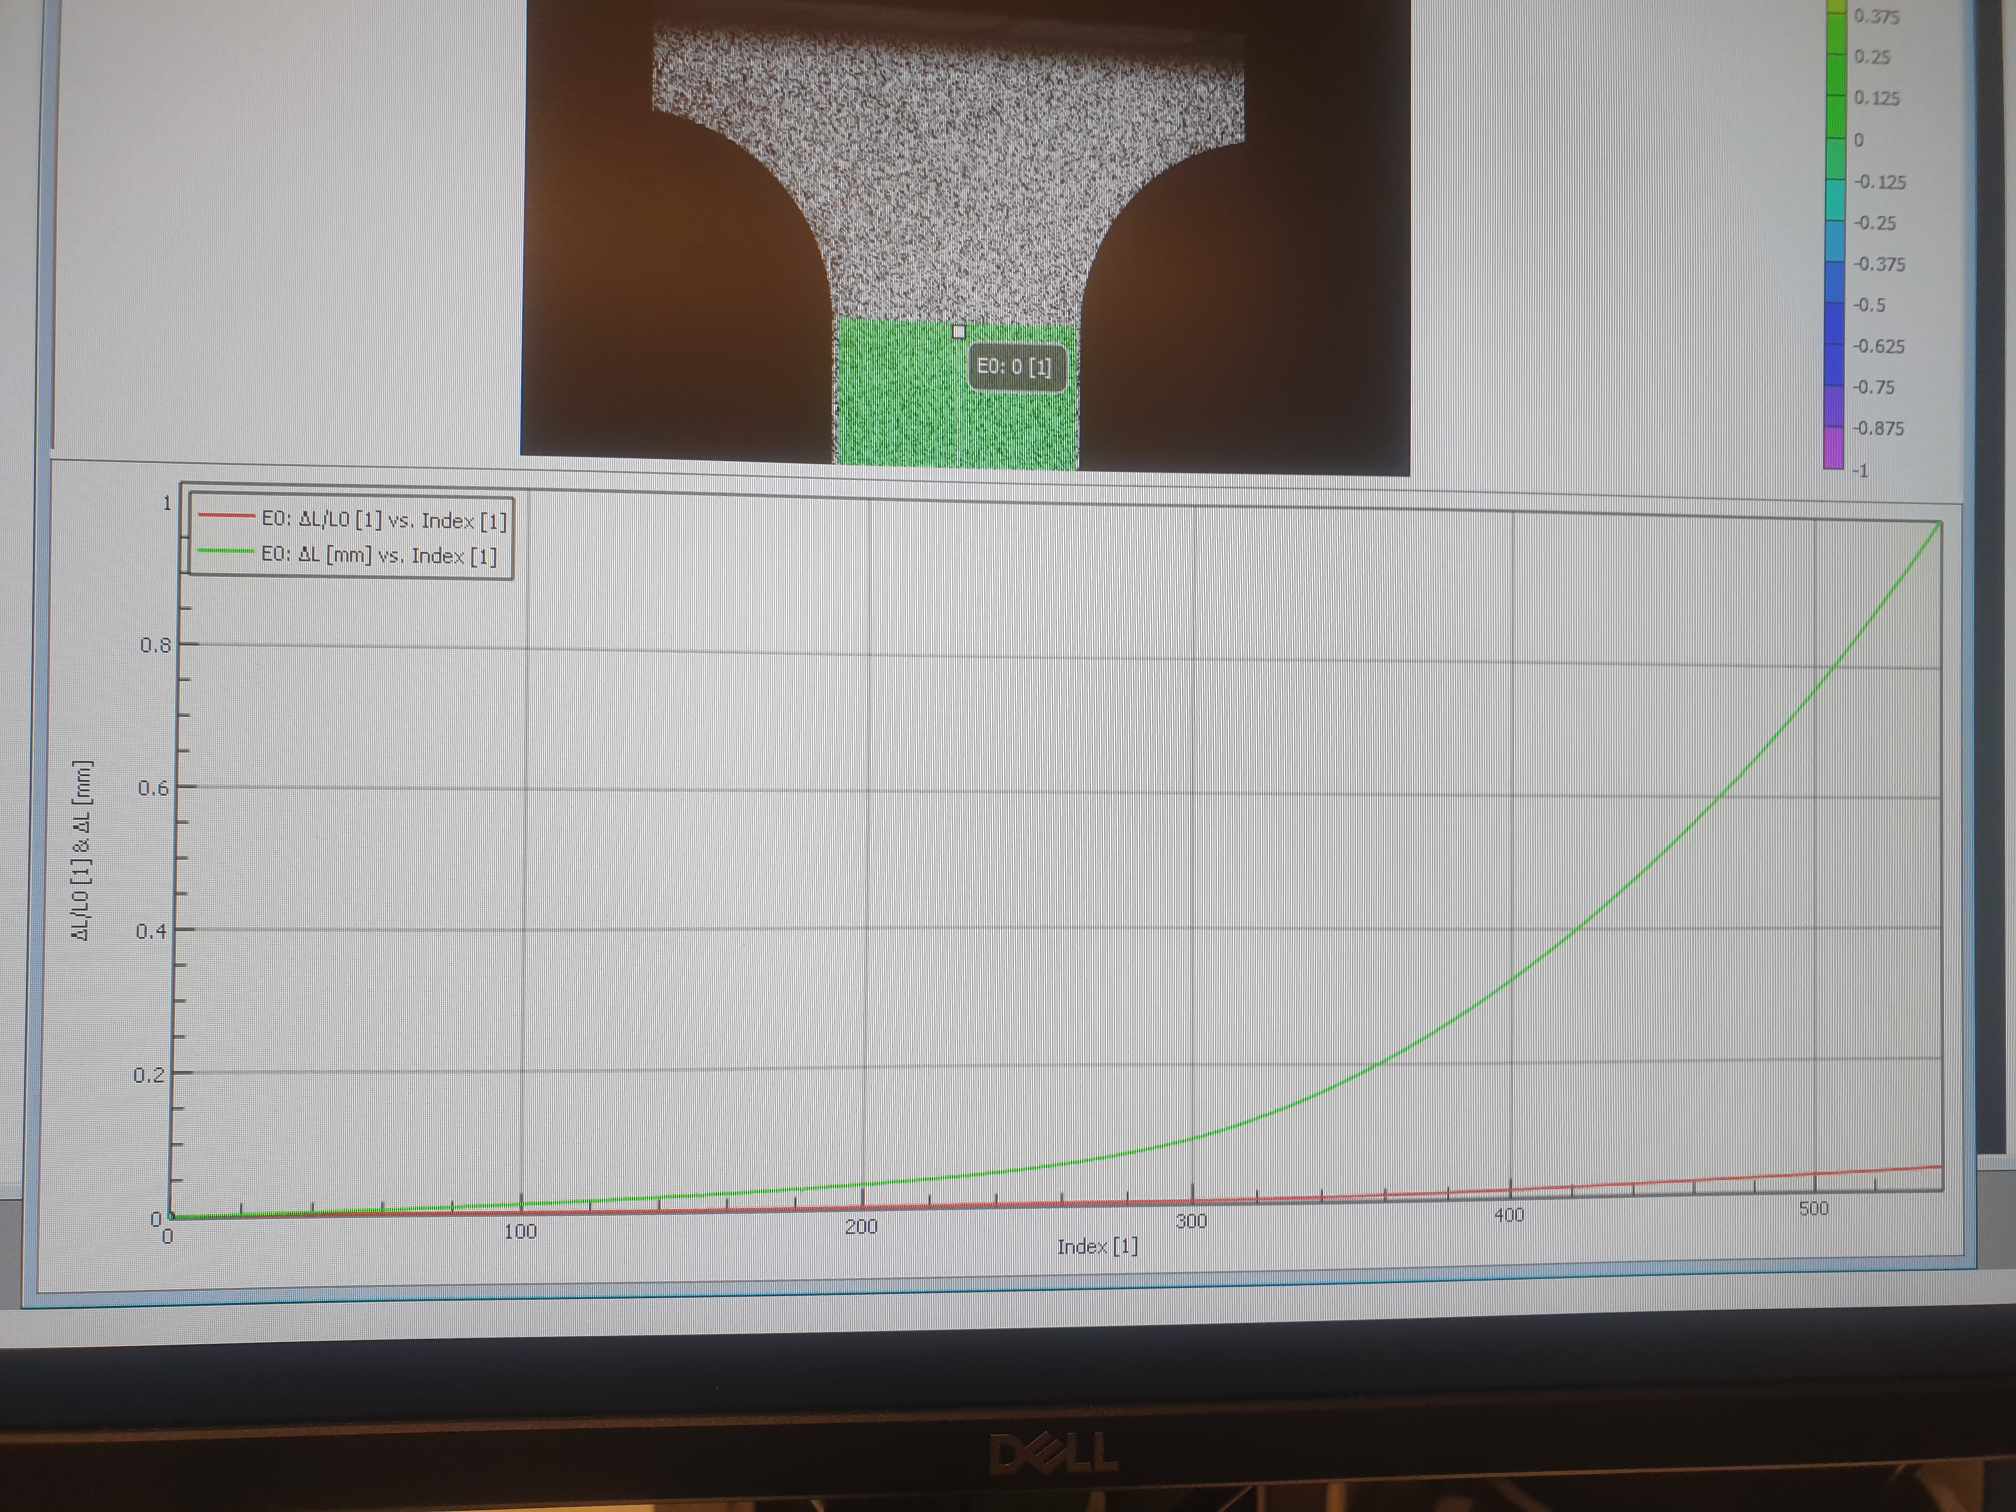 0.375
0.25
0.125
0
-0.125
-0.25
-0.375
-0.5
-0.625
-0.75
-0.875
-1
E0: 0 [1]
E0: ΔL/L0 [1] vs. Index [1]
E0: ΔL [mm] vs. Index [1]
1
0.8
0.6
0.4
0.2
0
ΔL/L0 [1] & ΔL [mm]
0 100 200 300 400 500
Index [1]
DELL